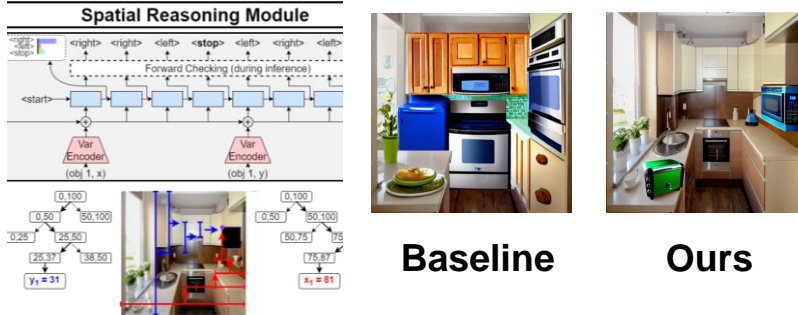 Spatial Reasoning Module
<right>
<left>
<stop>
<right> <right> <left> <stop> <left> <right> <left>
Forward Checking (during inference)
<start>
+ +
Var Encoder
Var Encoder
(obj 1, x) (obj 1, y)
0,100
0,50 50,100
0,25 25,50
25,37 38,50
y₁ = 31
0,100
0,50 50,100
50,75 75
75,87
x₁ = 81
Baseline Ours